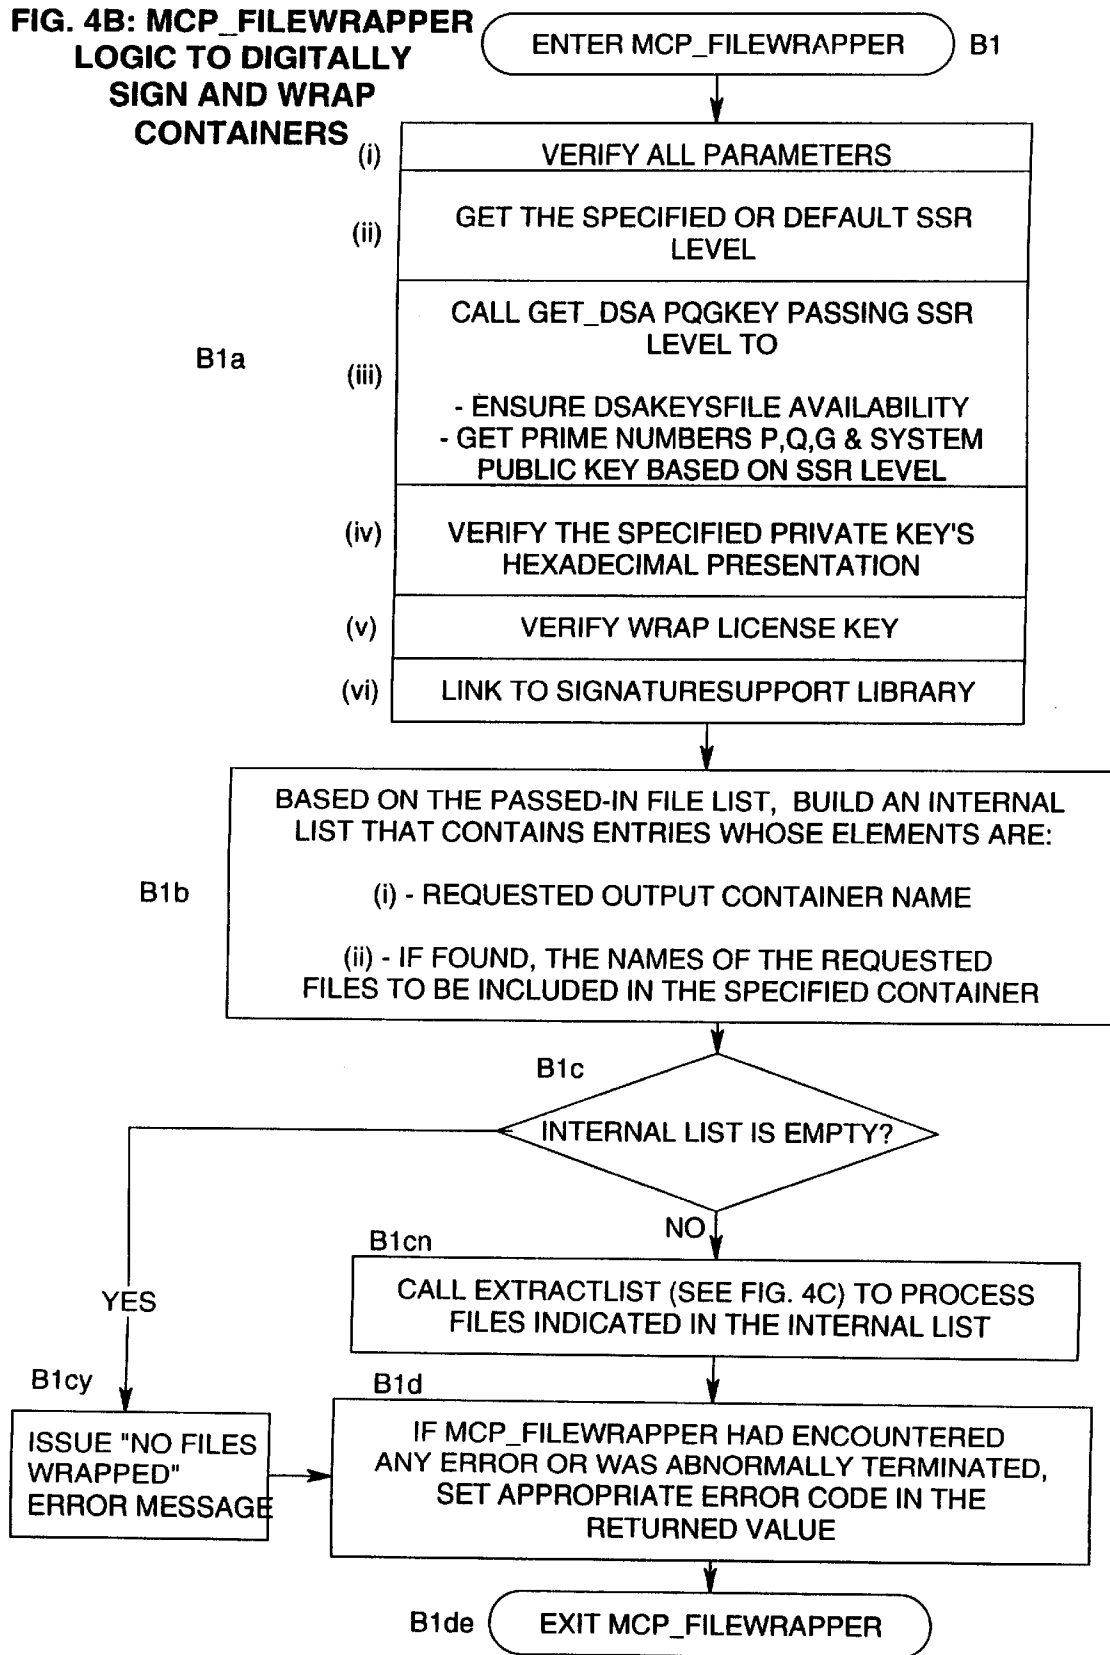 FIG. 4B: MCP_FILEWRAPPER
LOGIC TO DIGITALLY
SIGN AND WRAP
CONTAINERS
ENTER MCP_FILEWRAPPER
B1
B1a
(i)
VERIFY ALL PARAMETERS
(ii)
GET THE SPECIFIED OR DEFAULT SSR
LEVEL
(iii)
CALL GET_DSA PQGKEY PASSING SSR
LEVEL TO
- ENSURE DSAKEYSFILE AVAILABILITY
- GET PRIME NUMBERS P,Q,G & SYSTEM
PUBLIC KEY BASED ON SSR LEVEL
(iv)
VERIFY THE SPECIFIED PRIVATE KEY'S
HEXADECIMAL PRESENTATION
(v)
VERIFY WRAP LICENSE KEY
(vi)
LINK TO SIGNATURESUPPORT LIBRARY
B1b
BASED ON THE PASSED-IN FILE LIST, BUILD AN INTERNAL
LIST THAT CONTAINS ENTRIES WHOSE ELEMENTS ARE:
(i) - REQUESTED OUTPUT CONTAINER NAME
(ii) - IF FOUND, THE NAMES OF THE REQUESTED
FILES TO BE INCLUDED IN THE SPECIFIED CONTAINER
B1c
INTERNAL LIST IS EMPTY?
NO
B1cn
CALL EXTRACTLIST (SEE FIG. 4C) TO PROCESS
FILES INDICATED IN THE INTERNAL LIST
YES
B1cy
ISSUE "NO FILES
WRAPPED"
ERROR MESSAGE
B1d
IF MCP_FILEWRAPPER HAD ENCOUNTERED
ANY ERROR OR WAS ABNORMALLY TERMINATED,
SET APPROPRIATE ERROR CODE IN THE
RETURNED VALUE
B1de
EXIT MCP_FILEWRAPPER